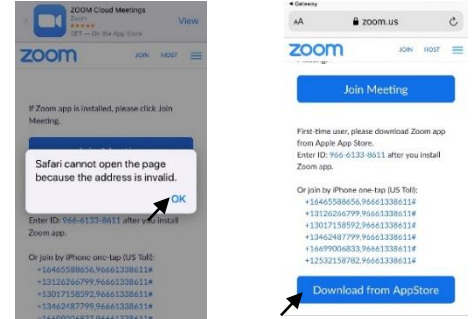 ZOOM Cloud Meetings
Zoom
GET — On the App Store
View
zoom
JOIN HOST
If Zoom app is installed, please click Join
Meeting.
Safari cannot open the page
because the address is invalid.
OK
Enter ID: 966-6133-8611 after you install
Zoom app.
Or join by iPhone one-tap (US Toll):
+16465588656,96661338611#
+13126266799,96661338611#
+13017158592,96661338611#
+13462487799,96661338611#
+16699006833,96661338611#
Gateway
AA zoom.us
zoom
JOIN HOST
Join Meeting
First-time user, please download Zoom app
from Apple App Store.
Enter ID: 966-6133-8611 after you install
Zoom app.
Or join by iPhone one-tap (US Toll):
+16465588656,96661338611#
+13126266799,96661338611#
+13017158592,96661338611#
+13462487799,96661338611#
+16699006833,96661338611#
+12532158782,96661338611#
Download from AppStore